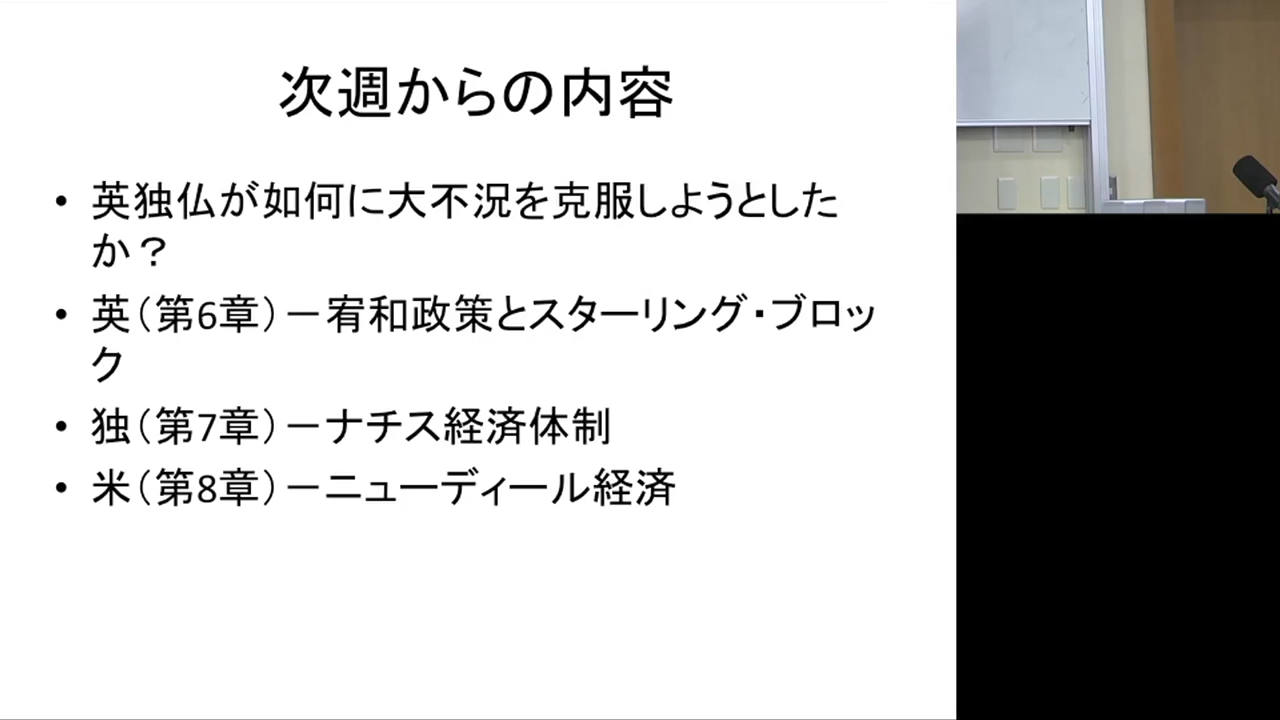 次週からの内容
• 英独仏が如何に大不況を克服しようとした
か？
• 英（第6章）－宥和政策とスターリング・ブロッ
ク
• 独（第7章）－ナチス経済体制
• 米（第8章）－ニューディール経済